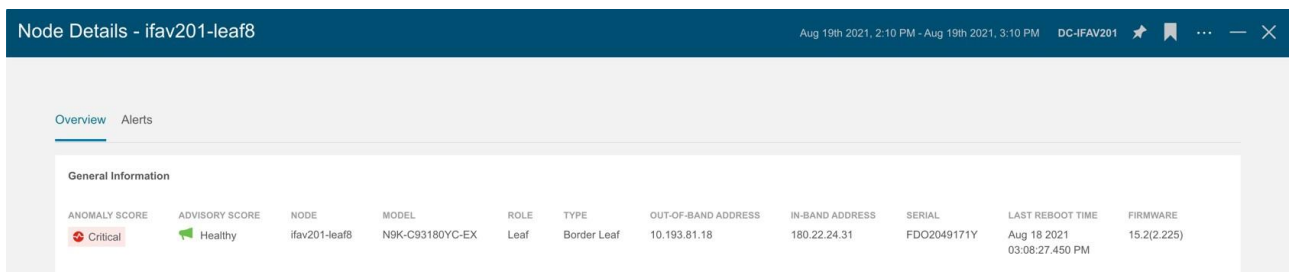 Node Details - ifav201-leaf8
Aug 19th 2021, 2:10 PM - Aug 19th 2021, 3:10 PM DC-IFAV201
Overview Alerts
General Information
ANOMALY SCORE ADVISORY SCORE NODE MODEL ROLE TYPE OUT-OF-BAND ADDRESS IN-BAND ADDRESS SERIAL LAST REBOOT TIME FIRMWARE
Critical Healthy ifav201-leaf8 N9K-C93180YC-EX Leaf Border Leaf 10.193.81.18 180.22.24.31 FDO2049171Y Aug 18 2021 15.2(2.225)
03:08:27.450 PM